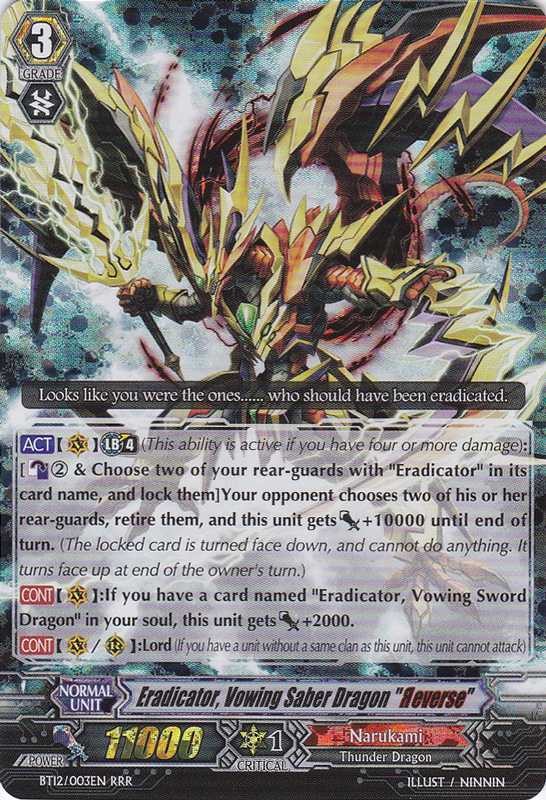 3
GRADE
Looks like you were the ones...... who should have been eradicated.
ACT【 】LB4 (This ability is active if you have four or more damage):
[② & Choose two of your rear-guards with "Eradicator" in its
card name, and lock them]Your opponent chooses two of his or her
rear-guards, retire them, and this unit gets +10000 until end of
turn. (The locked card is turned face down, and cannot do anything. It
turns face up at end of the owner's turn.)
CONT【 】:If you have a card named "Eradicator, Vowing Sword
Dragon" in your soul, this unit gets +2000.
CONT【 / 】:Lord (If you have a unit without a same clan as this unit, this unit cannot attack)
NORMAL
UNIT
Eradicator, Vowing Saber Dragon "Яeverse"
POWER
11000
1
CRITICAL
Narukami
Thunder Dragon
BT12/003EN RRR
ILLUST / NINNIN